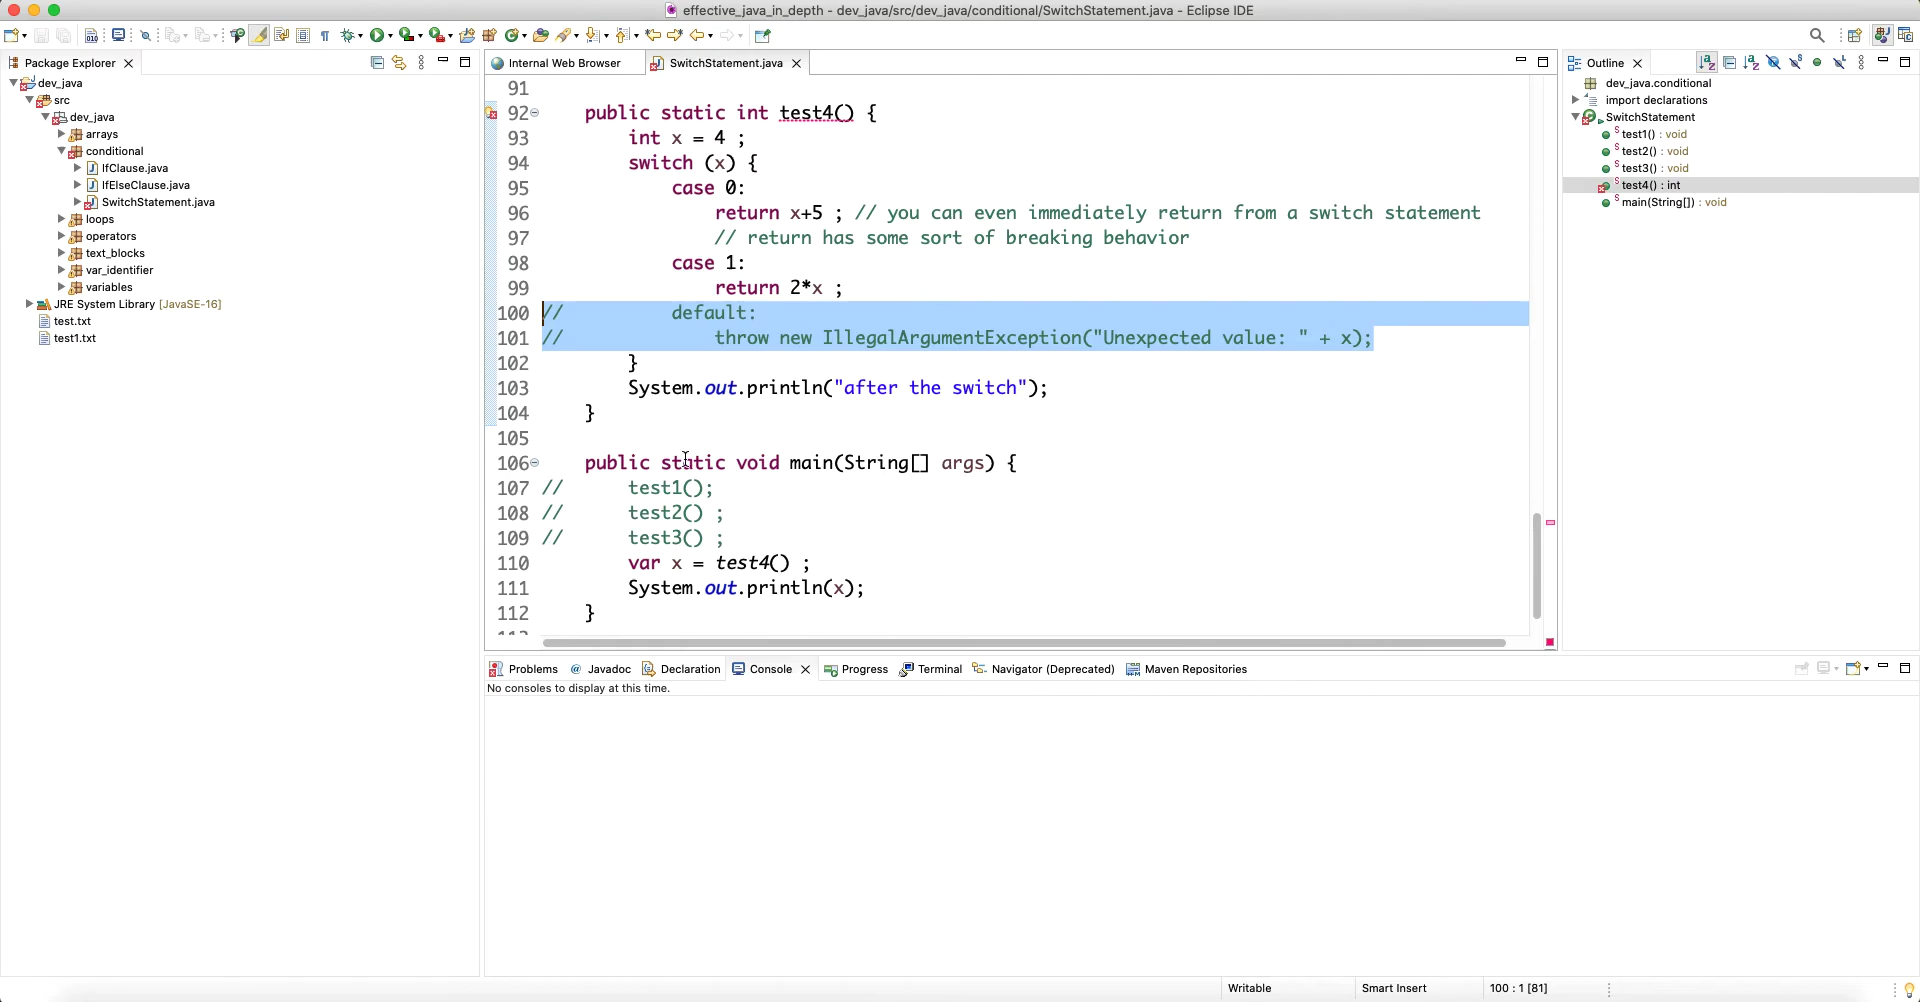 effective_java_in_depth - dev_java/src/dev_java/conditional/SwitchStatement.java - Eclipse IDE
Package Explorer
Internal Web Browser
SwitchStatement.java
Outline
dev_java
src
dev_java
arrays
conditional
IfClause.java
IfElseClause.java
SwitchStatement.java
loops
operators
text_blocks
var_identifier
variables
JRE System Library [JavaSE-16]
test.txt
test1.txt
91
92 public static int test4() {
93 int x = 4 ;
94 switch (x) {
95 case 0:
96 return x+5 ; // you can even immediately return from a switch statement
97 // return has some sort of breaking behavior
98 case 1:
99 return 2*x ;
100 // default:
101 // throw new IllegalArgumentException("Unexpected value: " + x);
102 }
103 System.out.println("after the switch");
104 }
105
106 public static void main(String[] args) {
107 // test1();
108 // test2() ;
109 // test3() ;
110 var x = test4() ;
111 System.out.println(x);
112 }
dev_java.conditional
import declarations
SwitchStatement
test1() : void
test2() : void
test3() : void
test4() : int
main(String[]) : void
Problems
@ Javadoc
Declaration
Console
Progress
Terminal
Navigator (Deprecated)
Maven Repositories
No consoles to display at this time.
Writable
Smart Insert
100 : 1 [81]